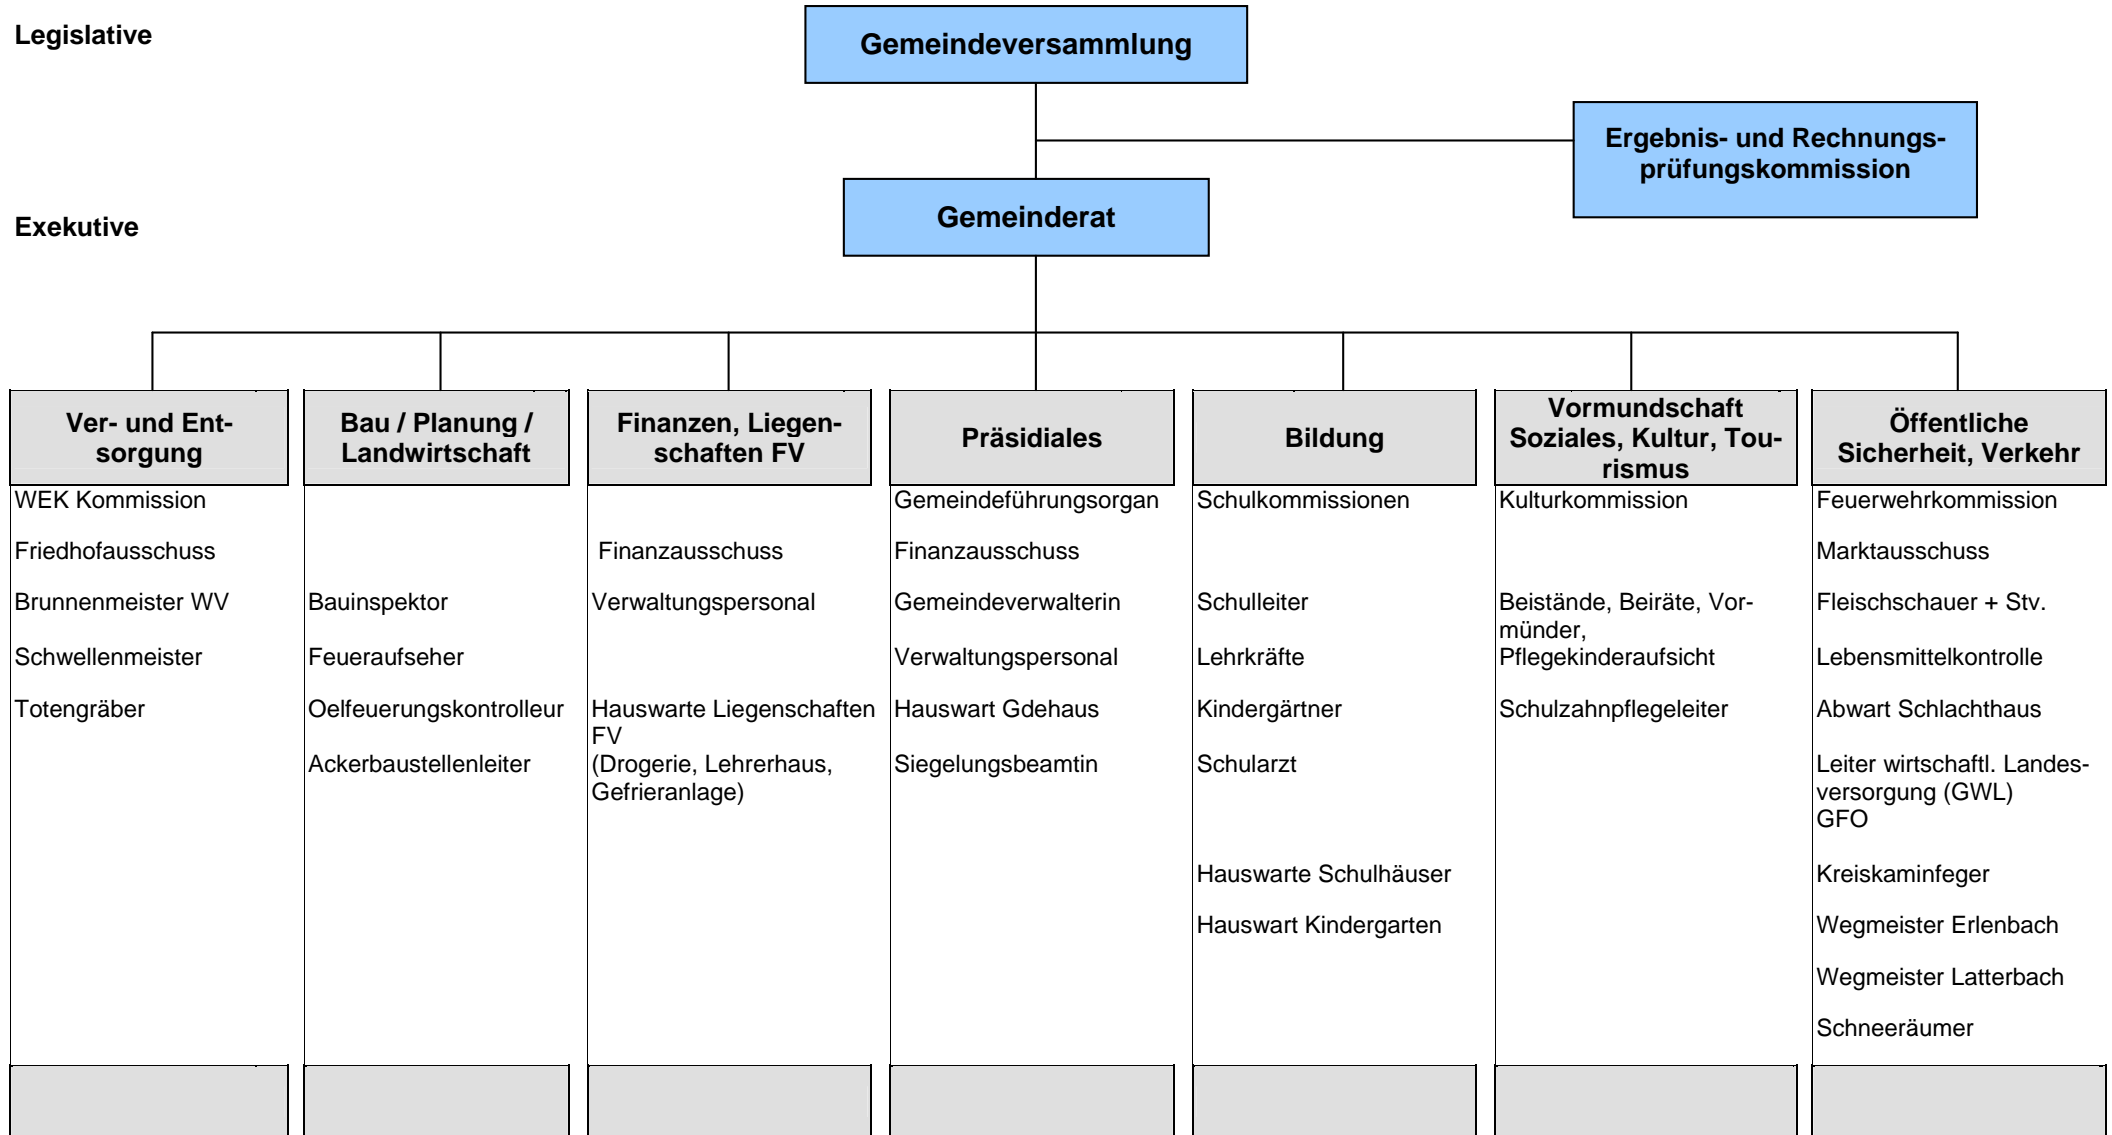 Legislative
Gemeindeversammlung
Ergebnis- und Rechnungs-
prüfungskommission
Exekutive
Gemeinderat
Ver- und Ent-
sorgung
WEK Kommission
Friedhofausschuss
Brunnenmeister WV
Schwellenmeister
Totengräber
Bau / Planung /
Landwirtschaft
Bauinspektor
Feueraufseher
Oelfeuerungskontrolleur
Ackerbaustellenleiter
Finanzen, Liegen-
schaften FV
Finanzausschuss
Verwaltungspersonal
Hauswarte Liegenschaften
FV
(Drogerie, Lehrerhaus,
Gefrieranlage)
Präsidiales
Gemeindeführungsorgan
Finanzausschuss
Gemeindeverwalterin
Verwaltungspersonal
Hauswart Gdehaus
Siegelungsbeamtin
Bildung
Schulkommissionen
Schulleiter
Lehrkräfte
Kindergärtner
Schularzt
Hauswarte Schulhäuser
Hauswart Kindergarten
Vormundschaft
Soziales, Kultur, Tou-
rismus
Kulturkommission
Beistände, Beiräte, Vor-
münder,
Pflegekinderaufsicht
Schulzahnpflegeleiter
Öffentliche
Sicherheit, Verkehr
Feuerwehrkommission
Marktausschuss
Fleischschauer + Stv.
Lebensmittelkontrolle
Abwart Schlachthaus
Leiter wirtschaftl. Landes-
versorgung (GWL)
GFO
Kreiskaminfeger
Wegmeister Erlenbach
Wegmeister Latterbach
Schneeräumer